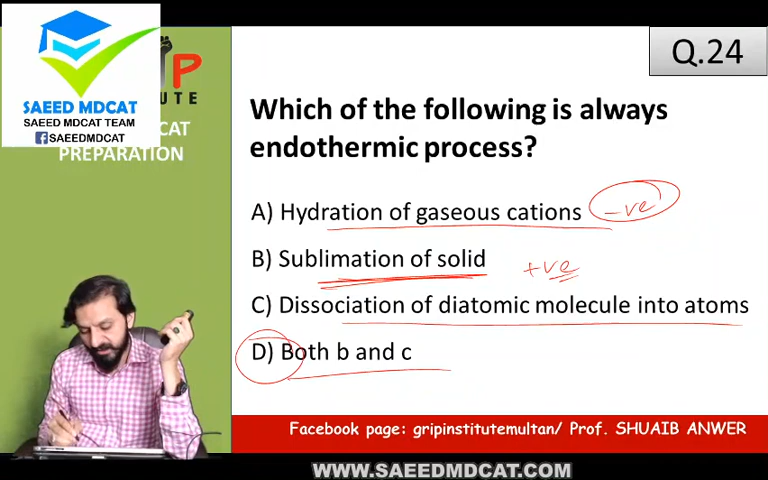 SAEED MDCAT
SAEED MDCAT TEAM
SAEEDMDCAT
P
UTE
CAT
PREPARATION
Q.24
Which of the following is always
endothermic process?
A) Hydration of gaseous cations
-ve
B) Sublimation of solid
+ve
C) Dissociation of diatomic molecule into atoms
D) Both b and c
Facebook page: gripinstitutemultan/ Prof. SHUAIB ANWER
WWW.SAEEDMDCAT.COM